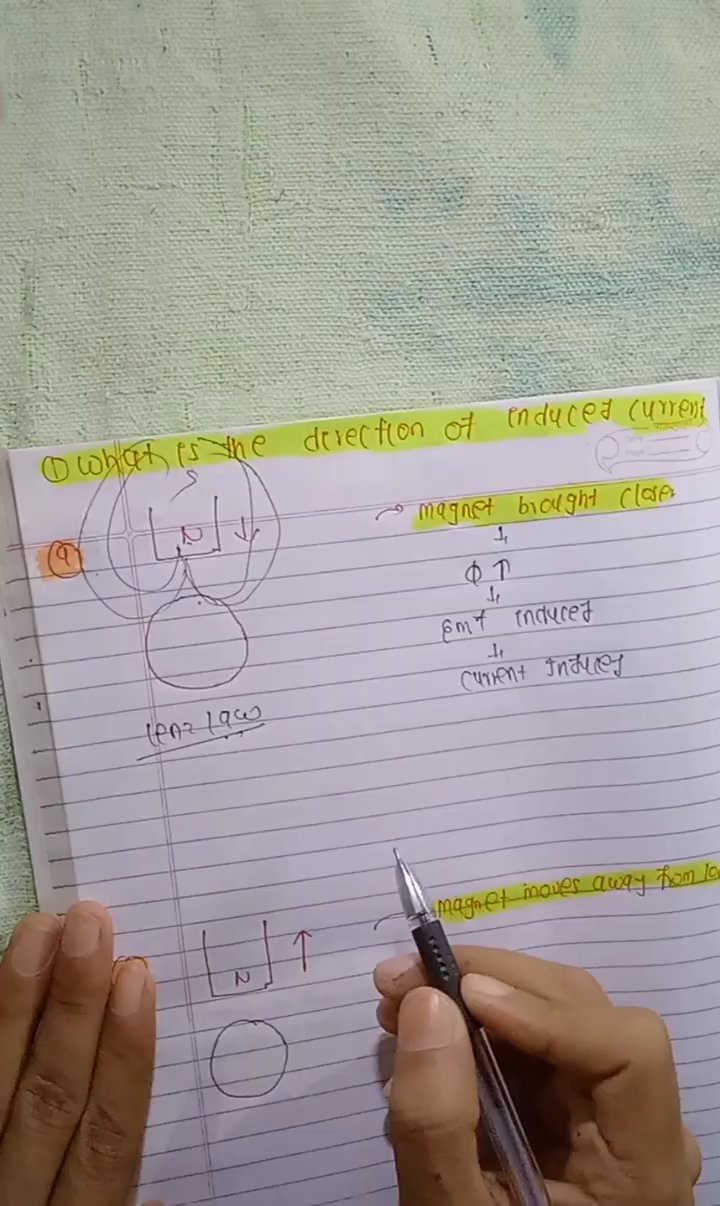 ① What is the direction of induced current
S
N
(a)
magnet brought close
↓
Φ ↑
↓
emf induced
↓
current induced
lenz law
magnet moves away from
N